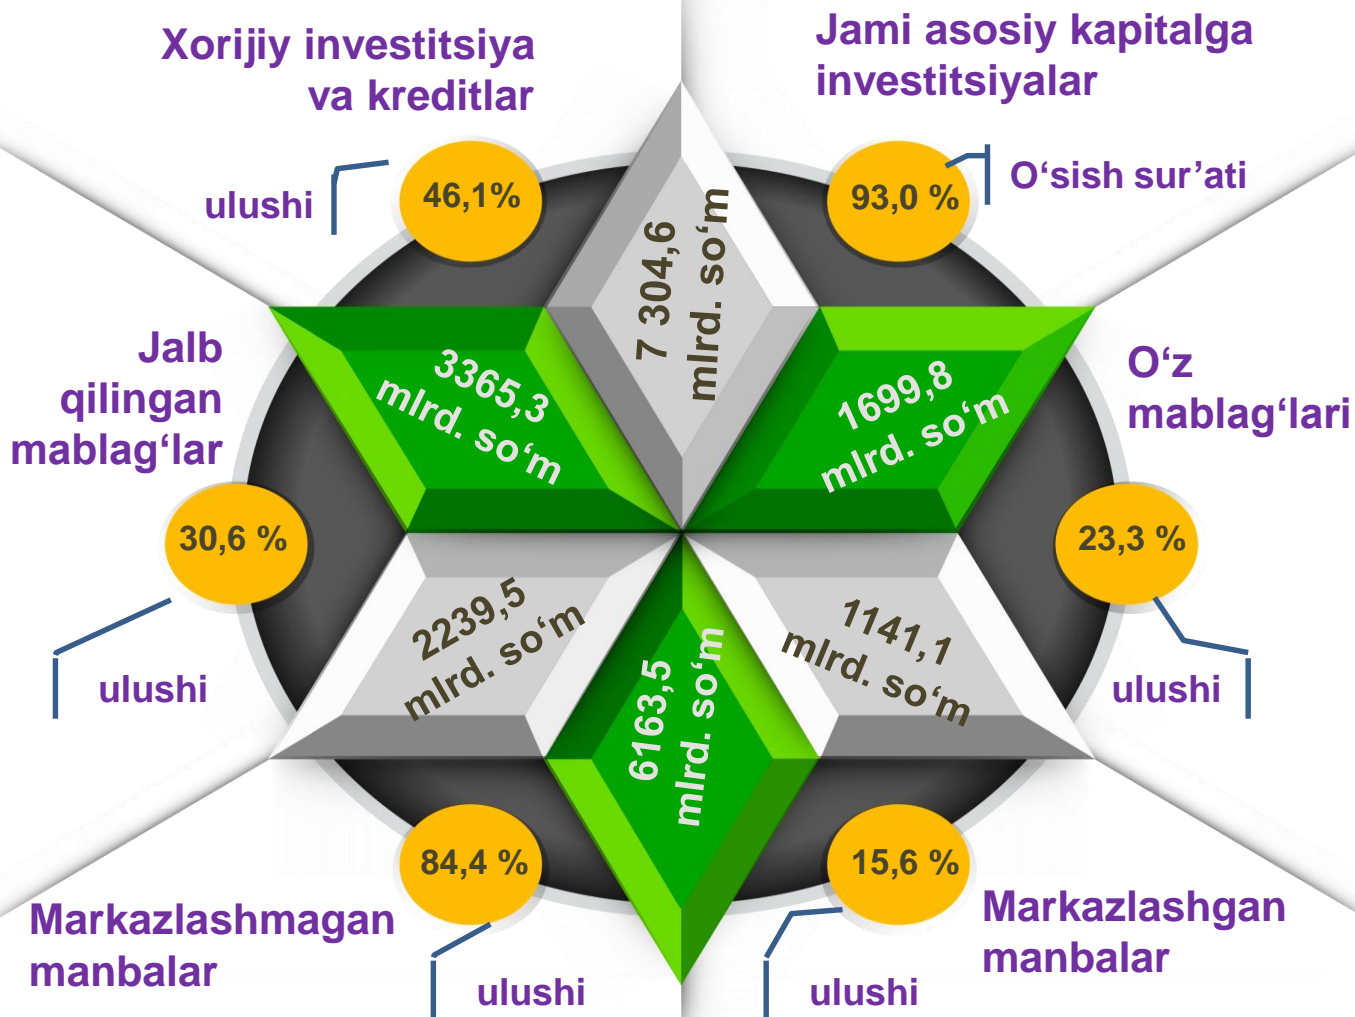 Xorijiy investitsiya
va kreditlar
46,1%
ulushi
Jami asosiy kapitalga
investitsiyalar
93,0 %
O‘sish sur’ati
7 304,6
mlrd. so‘m
Jalb
qilingan
mablag‘lar
30,6 %
ulushi
3365,3
mlrd. so‘m
1699,8
mlrd. so‘m
O‘z
mablag‘lari
23,3 %
ulushi
2239,5
mlrd. so‘m
6163,5
mlrd. so‘m
1141,1
mlrd. so‘m
84,4 %
Markazlashmagan
manbalar
ulushi
15,6 %
Markazlashgan
manbalar
ulushi